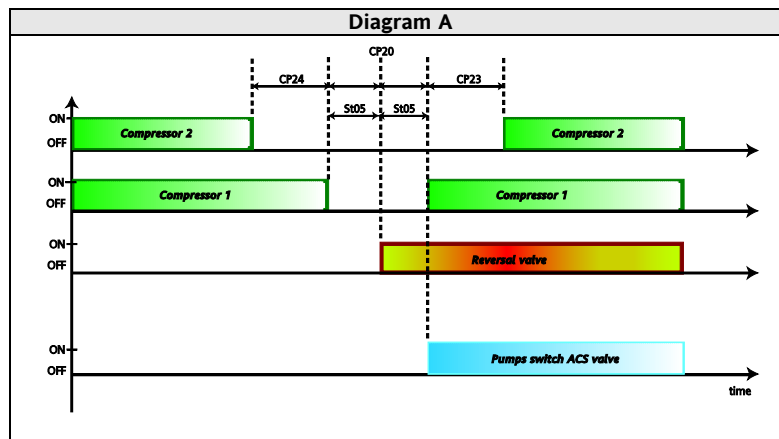 Diagram A
CP20
CP24
CP23
St05
St05
ON
OFF
Compressor 2
Compressor 2
ON
OFF
Compressor 1
Compressor 1
ON
OFF
Reversal valve
ON
OFF
Pumps switch ACS valve
time